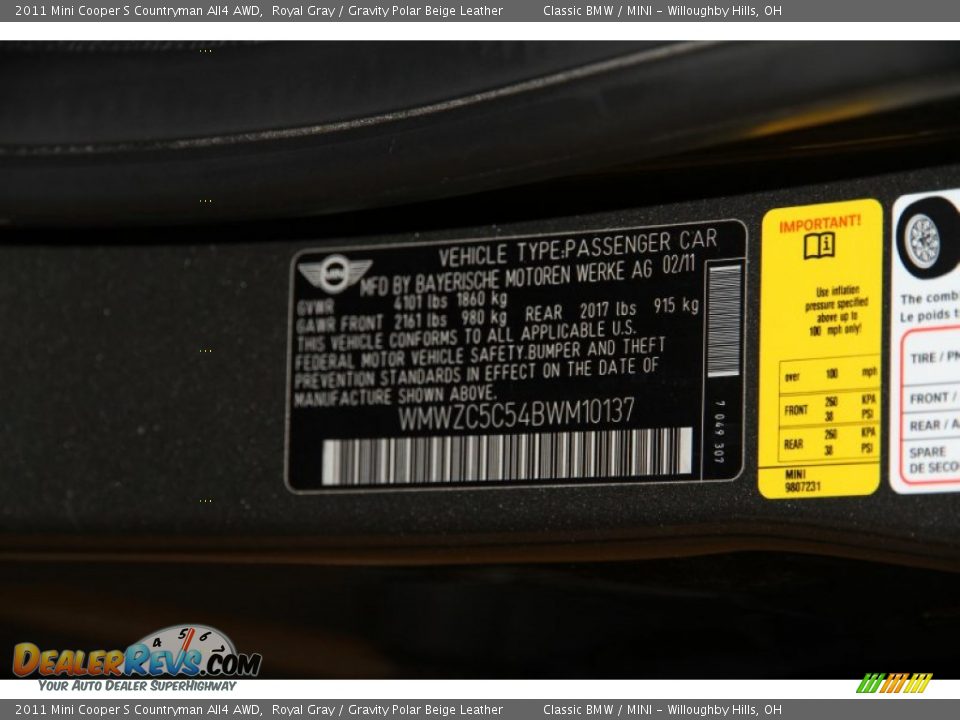 2011 Mini Cooper S Countryman All4 AWD, Royal Gray / Gravity Polar Beige Leather Classic BMW / MINI - Willoughby Hills, OH
VEHICLE TYPE:PASSENGER CAR
MINI
MFD BY BAYERISCHE MOTOREN WERKE AG 02/11
GVWR 4101 lbs 1860 kg
GAWR FRONT 2161 lbs 980 kg REAR 2017 lbs 915 kg
THIS VEHICLE CONFORMS TO ALL APPLICABLE U.S.
FEDERAL MOTOR VEHICLE SAFETY.BUMPER AND THEFT
PREVENTION STANDARDS IN EFFECT ON THE DATE OF
MANUFACTURE SHOWN ABOVE.
WMWZC5C54BWM10137
7 049 307
IMPORTANT!
i
Use inflation
pressure specified
above up to
100 mph only!
over 100 mph
FRONT 260 KPA
38 PSI
REAR 260 KPA
38 PSI
MINI
9807231
The combi
Le poids t
TIRE / PN
FRONT /
REAR / A
SPARE
DE SECO
4 5 6 7
DEALERREVS.COM
YOUR AUTO DEALER SUPERHIGHWAY
2011 Mini Cooper S Countryman All4 AWD, Royal Gray / Gravity Polar Beige Leather Classic BMW / MINI - Willoughby Hills, OH